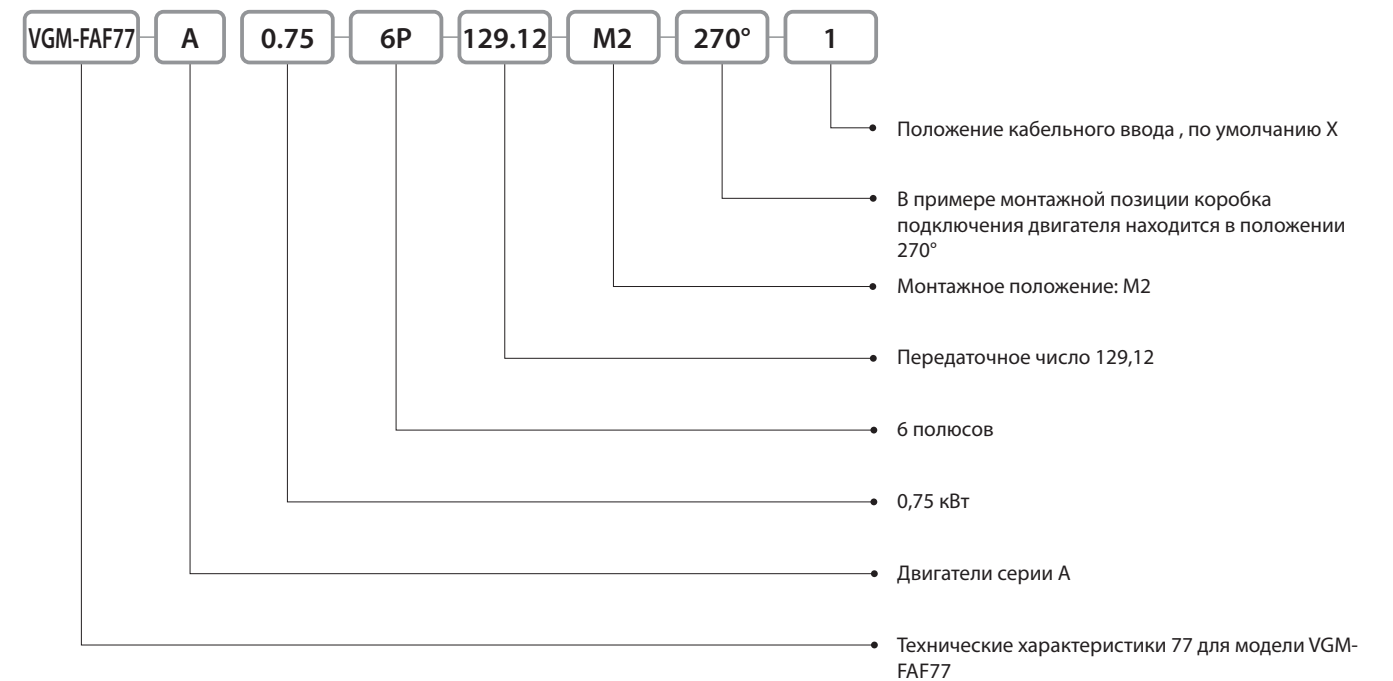 VGM-FAF77 A 0.75 6P 129.12 M2 270° 1
Положение кабельного ввода , по умолчанию X
В примере монтажной позиции коробка
подключения двигателя находится в положении
270°
Монтажное положение: М2
Передаточное число 129,12
6 полюсов
0,75 кВт
Двигатели серии А
Технические характеристики 77 для модели VGM-
FAF77